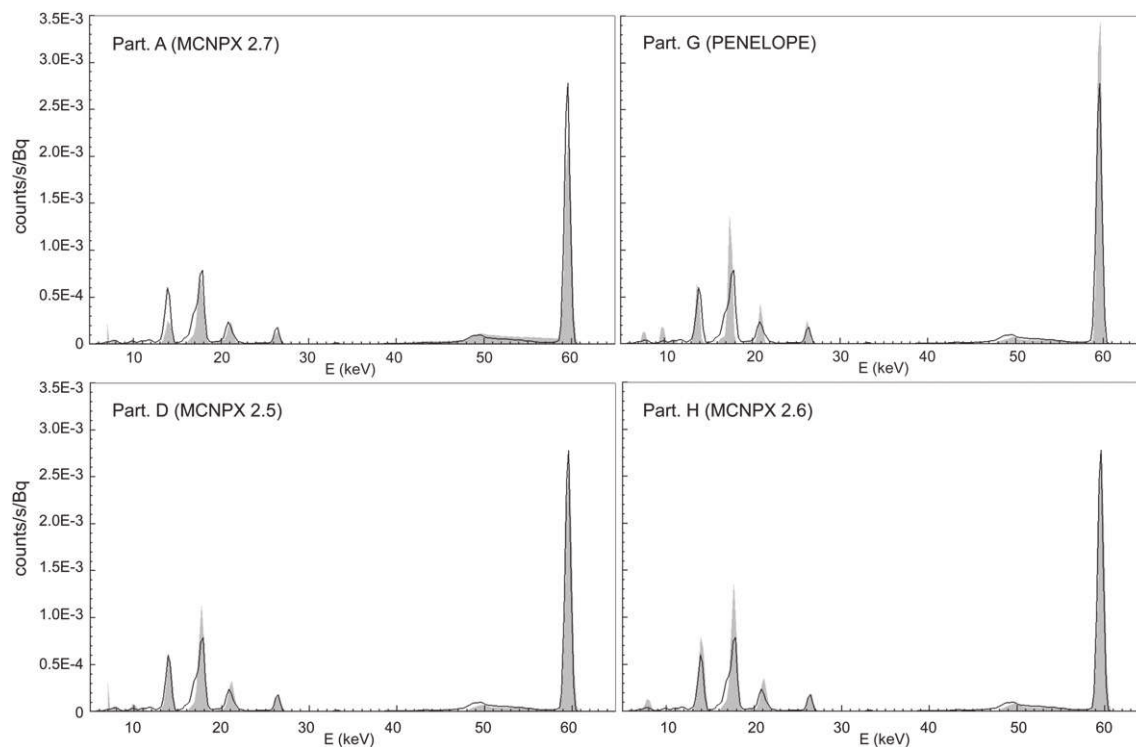 Part. A (MCNPX 2.7)
3.5E-3
3.0E-3
2.5E-3
2.0E-3
1.5E-3
1.0E-3
0.5E-4
counts/s/Bq
10 20 30 40 50 60
E (keV)
Part. G (PENELOPE)
10 20 30 40 50 60
E (keV)
Part. D (MCNPX 2.5)
3.5E-3
3.0E-3
2.5E-3
2.0E-3
1.5E-3
1.0E-3
0.5E-4
counts/s/Bq
10 20 30 40 50 60
E (keV)
Part. H (MCNPX 2.6)
10 20 30 40 50 60
E (keV)